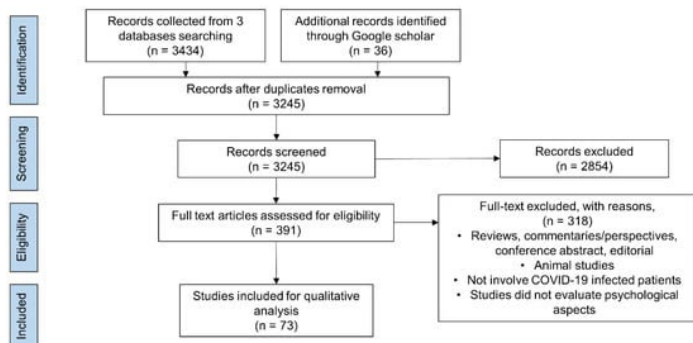 Identification
Records collected from 3
databases searching
(n = 3434)
Additional records identified
through Google scholar
(n = 36)
Records after duplicates removal
(n = 3245)
Screening
Records screened
(n = 3245)
Records excluded
(n = 2854)
Eligibility
Full text articles assessed for eligibility
(n = 391)
Full-text excluded, with reasons,
(n = 318)
• Reviews, commentaries/perspectives,
conference abstract, editorial
• Animal studies
• Not involve COVID-19 infected patients
• Studies did not evaluate psychological
aspects
Included
Studies included for qualitative
analysis
(n = 73)